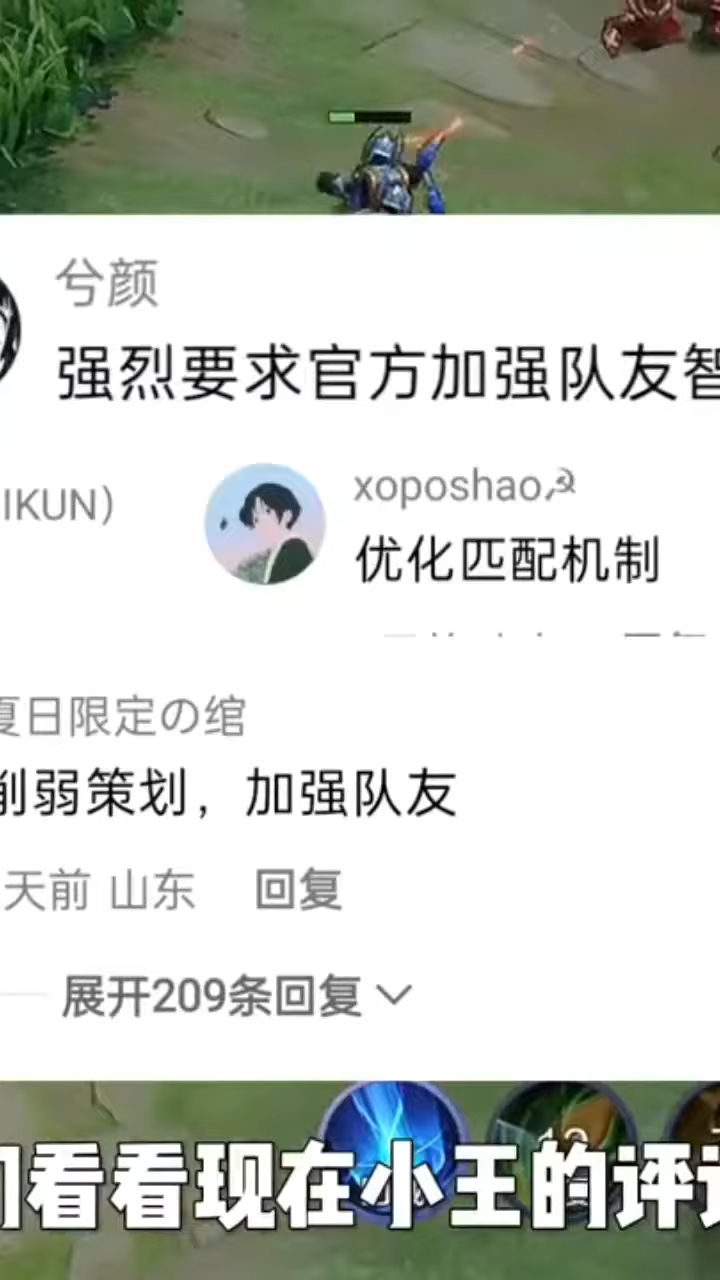 兮颜
强烈要求官方加强队友智
IKUN)
xoposhao☭
优化匹配机制
夏日限定の绾
削弱策划，加强队友
天前 山东 回复
展开209条回复
们看看现在小王的评论